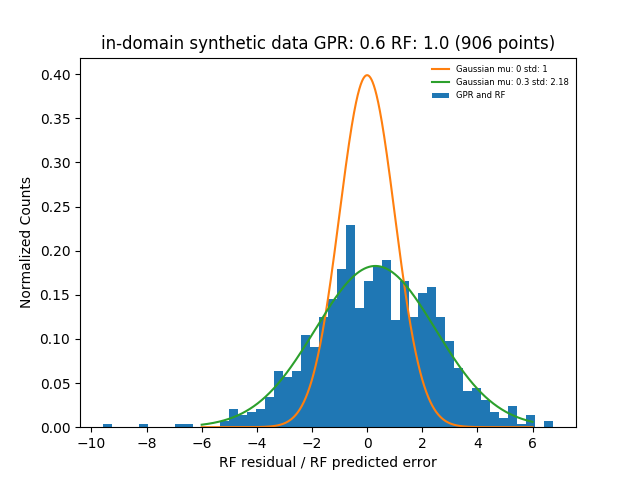 in-domain synthetic data GPR: 0.6 RF: 1.0 (906 points)
Gaussian mu: 0 std: 1
Gaussian mu: 0.3 std: 2.18
GPR and RF
0.40
0.35
0.30
0.25
0.20
0.15
0.10
0.05
0.00
Normalized Counts
−10 −8 −6 −4 −2 0 2 4 6
RF residual / RF predicted error